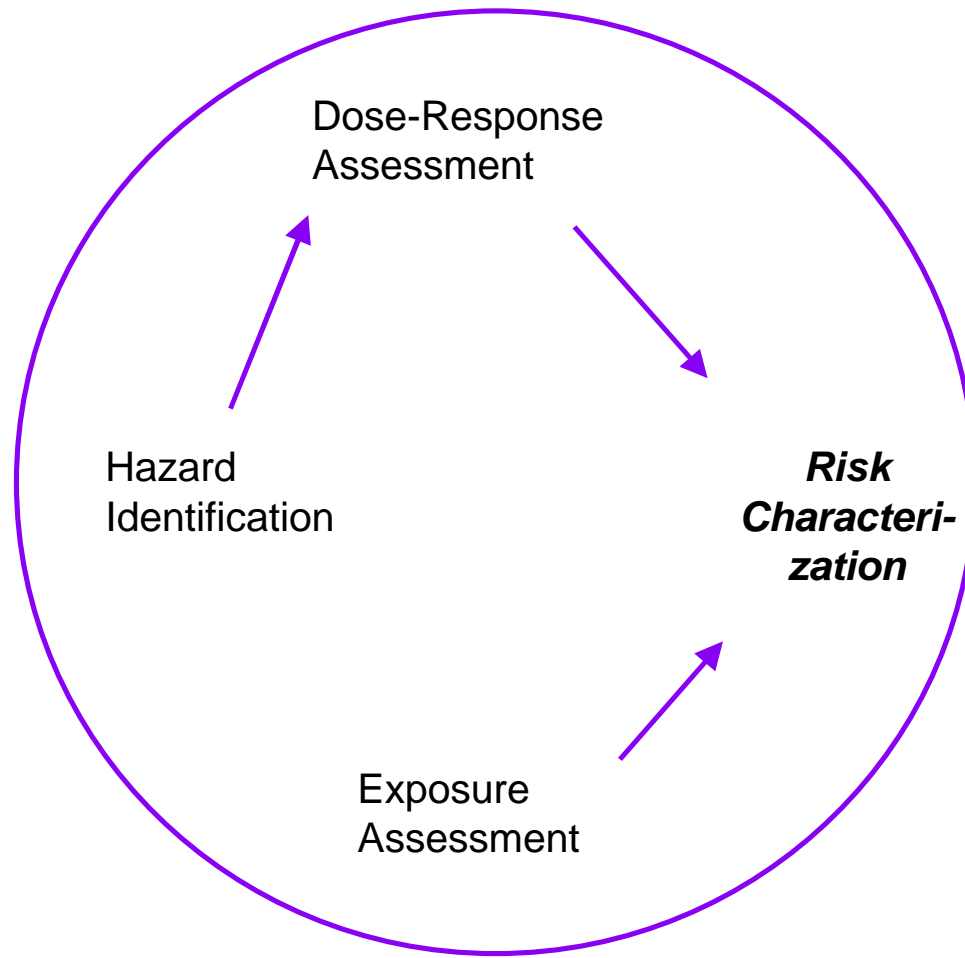 Dose-Response
Assessment
Hazard
Identification
Risk
Characteri-
zation
Exposure
Assessment